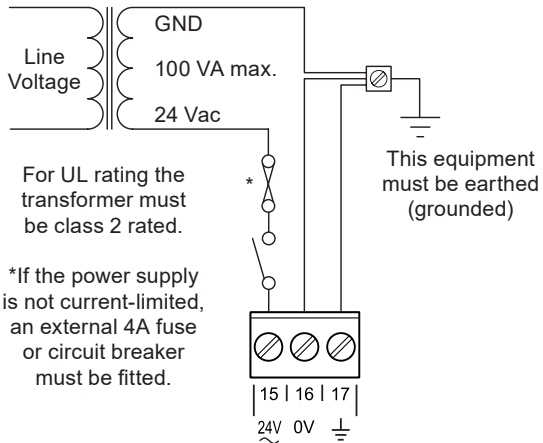 GND
Line
Voltage
100 VA max.
24 Vac
For UL rating the
transformer must
be class 2 rated.
*
This equipment
must be earthed
(grounded)
*If the power supply
is not current-limited,
an external 4A fuse
or circuit breaker
must be fitted.
15 16 17
24V 0V